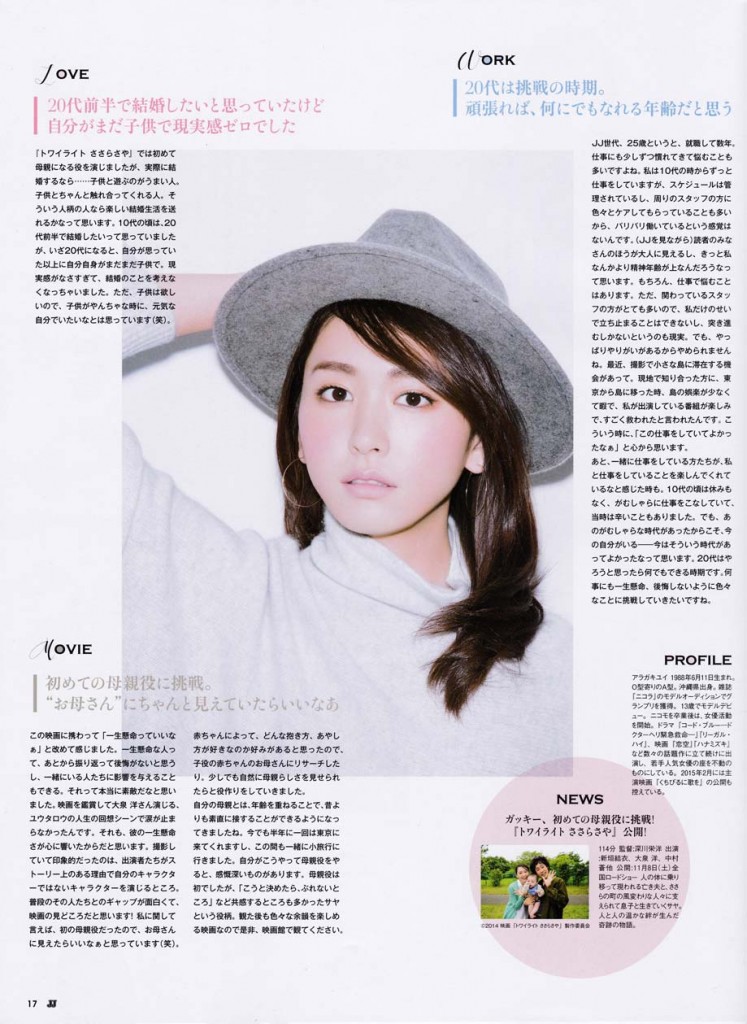 LOVE
20代前半で結婚したいと思っていたけど
自分がまだ子供で現実感ゼロでした
『トワイライト ささらさや』では初めて
母親になる役を演じましたが、実際に結
婚するなら……子供と遊ぶのがうまい人。
子供とちゃんと触れ合ってくれる人。そ
ういう人柄の人なら楽しい結婚生活を送
れるかなって思います。10代の頃は、20
代前半で結婚したいって思っていました
が、いざ20代になると、自分が思ってい
た以上に自分自身がまだまだ子供で。現
実感がなさすぎて、結婚のことを考えな
くなっちゃいました。ただ、子供は欲し
いので、子供がやんちゃな時に、元気な
自分でいたいなとは思っています(笑)。
WORK
20代は挑戦の時期。
頑張れば、何にでもなれる年齢だと思う
JJ世代、25歳というと、就職して数年。
仕事にも少しずつ慣れてきて悩むことも
多いですよね。私は10代の時からずっと
仕事をしていますが、スケジュールは管
理されているし、周りのスタッフの方に
色々とケアしてもらっていることも多い
から、バリバリ働いているという感覚は
ないんです。(JJを見ながら)読者のみな
さんのほうが大人に見えるし、きっと私
なんかより精神年齢が上なんだろうなっ
て思います。もちろん、仕事で悩むこと
はあります。ただ、関わっているスタッ
フの方がとても多いので、私だけのせい
で立ち止まることはできないし、突き進
むしかないというのも現実。でも、やっ
ぱりやりがいがあるからやめられません
ね。最近、撮影で小さな島に滞在する機
会があって。現地で知り合った方に、東
京から島に移った時、島の娯楽が少なく
て暇で、私が出演している番組が楽しみ
で、すごく救われたと言われたんです。こ
ういう時に、「この仕事をしていてよかっ
たなぁ」と心から思います。
あと、一緒に仕事をしている方たちが、私
と仕事をしていることを楽しんでくれて
いるなと感じた時も。10代の頃は休みも
なく、がむしゃらに仕事をこなしていて、
当時は辛いこともありました。でも、あ
のがむしゃらな時代があったからこそ、今
の自分がいる――今はそういう時代があ
ってよかったなって思います。20代はや
ろうと思ったら何でもできる時期です。何
事にも一生懸命、後悔しないように色々
なことに挑戦していきたいですね。
MOVIE
初めての母親役に挑戦。
“お母さん”にちゃんと見えていたらいいなあ
この映画に携わって「一生懸命っていいな
ぁ」と改めて感じました。一生懸命な人っ
て、あとから振り返って後悔がないと思う
し、一緒にいる人たちに影響を与えることも
できる。それって本当に素敵だなと思い
ました。映画を鑑賞して大泉 洋さん演じる、
ユウタロウの人生の回想シーンで涙が止ま
らなかったんです。それも、彼の一生懸命
さが心に響いたからだと思います。撮影し
ていて印象的だったのは、出演者たちがス
トーリー上のある理由で自分のキャラクタ
ーではないキャラクターを演じるところ。
普段のその人たちとのギャップが面白くて、
映画の見どころだと思います!私に関して
言えば、初の母親役だったので、お母さん
に見えたらいいなぁと思っています(笑)。
赤ちゃんによって、どんな抱き方、あやし
方が好きなのか好みがあると思ったので、
子役の赤ちゃんのお母さんにリサーチした
り。少しでも自然に母親らしさを見せられ
たらと役作りをしていきました。
自分の母親とは、年齢を重ねることで、昔よ
りも素直に接することができるようになっ
てきましたね。今でも半年に一回は東京に
来てくれますし、この間も一緒に小旅行に
行きました。自分がこうやって母親役をや
ると、感慨深いものがあります。母親役は
初でしたが、「こうと決めたら、ぶれないと
ころ」など共感するところも多かったサヤ
という役柄。観た後も色々な余韻を楽しめ
る映画なので是非、映画館で観てください。
PROFILE
アラガキユイ 1988年6月11日生まれ。
O型寄りのA型。沖縄県出身。雑誌
『ニコラ』のモデルオーディションでグ
ランプリを獲得。13歳でモデルデビ
ュー。ニコモを卒業後は、女優活動
を開始。ドラマ『コード・ブルー―ド
クターヘリ緊急救命―』『リーガル・
ハイ』、映画『恋空』『ハナミズキ』
など数々の話題作に立て続けに出
演し、若手人気女優の座を不動の
ものにしている。2015年2月には主
演映画『くちびるに歌を』の公開も
控えている。
NEWS
ガッキー、初めての母親役に挑戦!
『トワイライト ささらさや』公開!
114分 監督:深川栄洋 出演
:新垣結衣、大泉 洋、中村
蒼他 公開:11月8日(土)全
国ロードショー 人の体に乗り
移って現われる亡き夫と、ささ
らの町の風変わりな人々に支
えられて息子と生きていくサヤ。
人と人の温かな絆が生んだ
奇跡の物語。
©2014 映画「トワイライト ささらさや」製作委員会
17 JJ